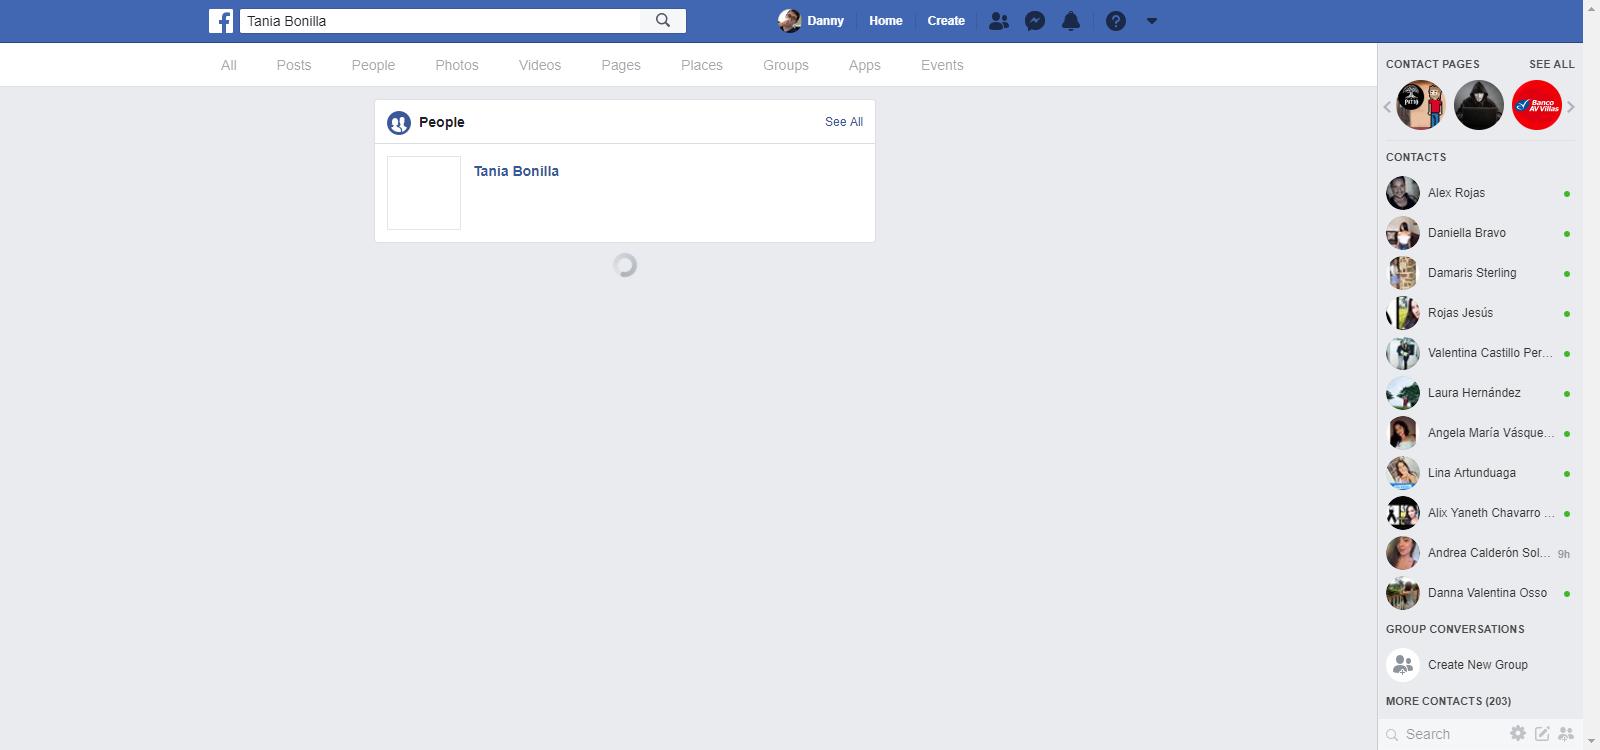 Tania Bonilla
Danny
Home
Create
All
Posts
People
Photos
Videos
Pages
Places
Groups
Apps
Events
People
See All
Tania Bonilla
CONTACT PAGES
SEE ALL
Banco
AV Villas
CONTACTS
Alex Rojas
Daniella Bravo
Damaris Sterling
Rojas Jesús
Valentina Castillo Per...
Laura Hernández
Angela María Vásque...
Lina Artunduaga
Alix Yaneth Chavarro ...
Andrea Calderón Sol...
9h
Danna Valentina Osso
GROUP CONVERSATIONS
Create New Group
MORE CONTACTS (203)
Search